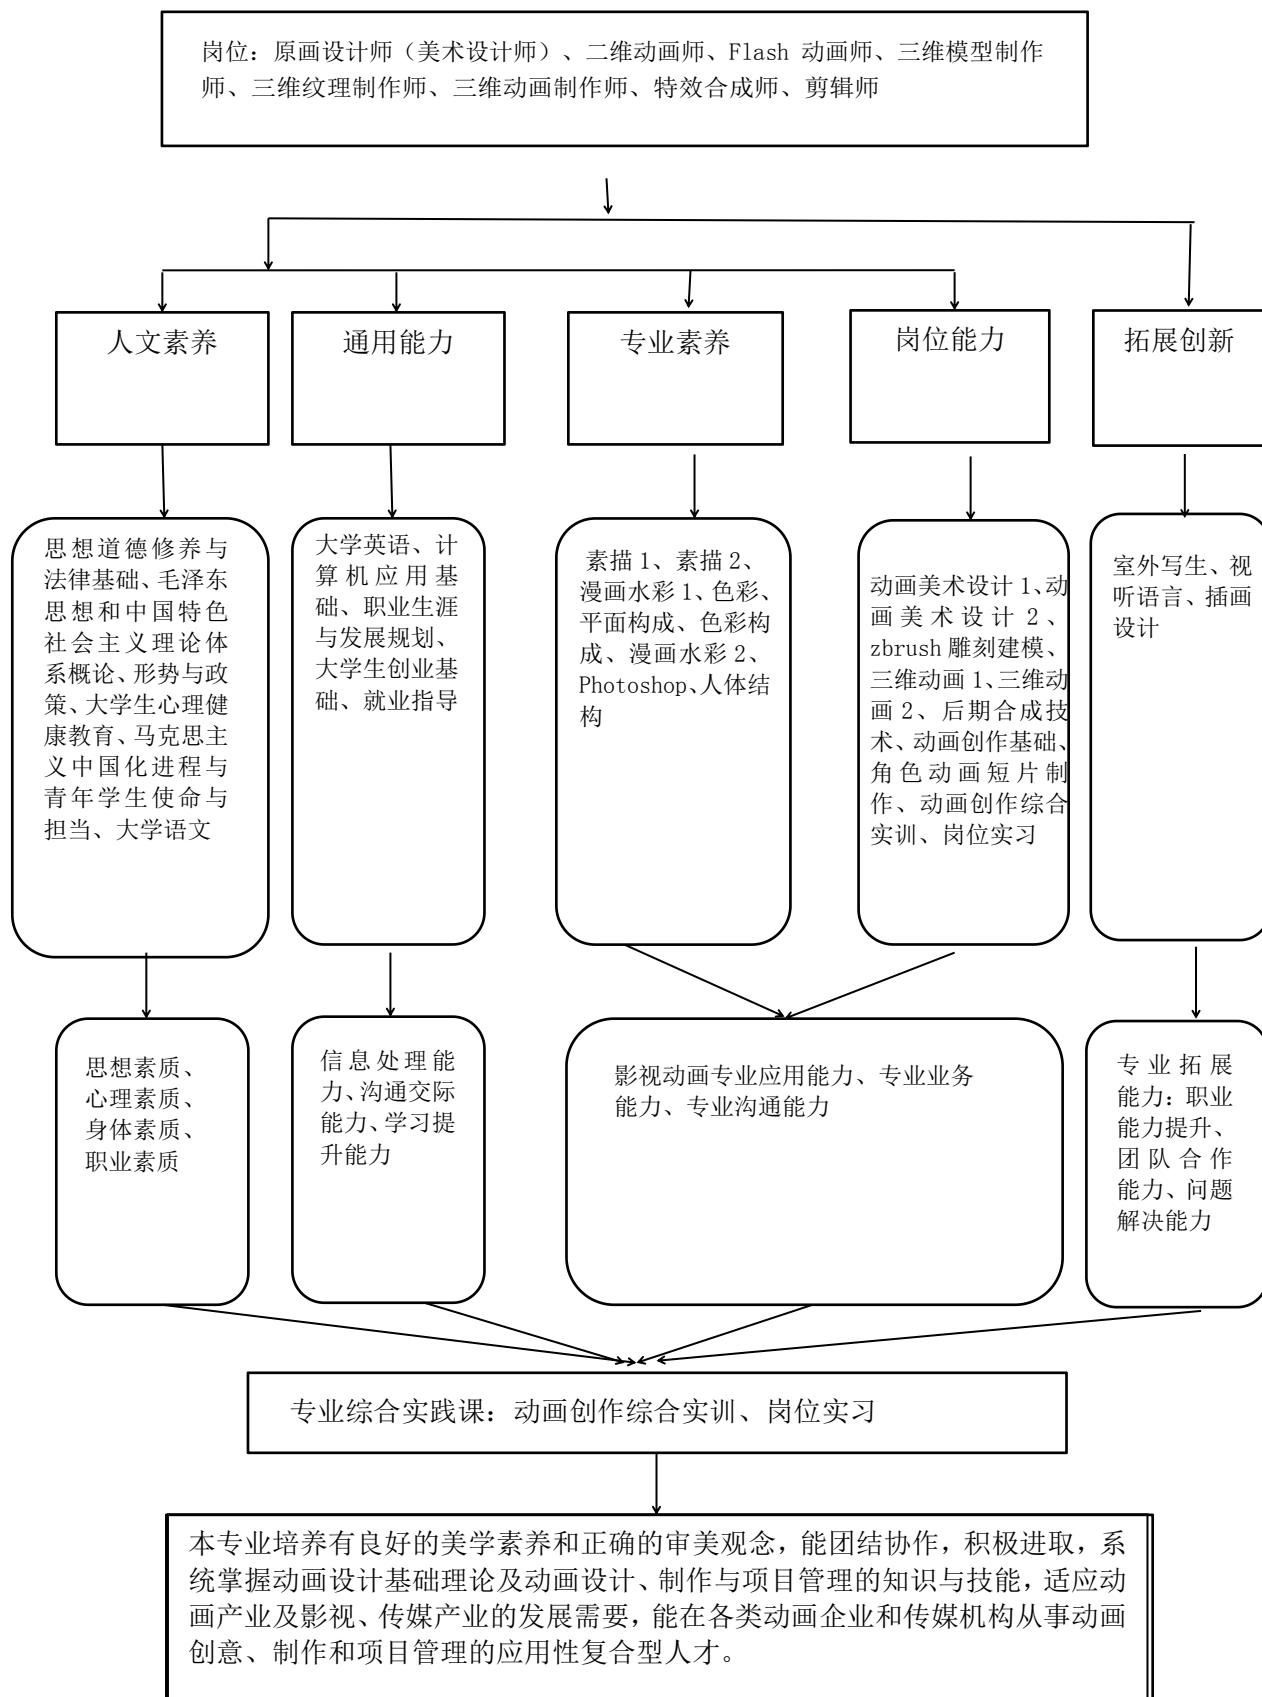 岗位：原画设计师（美术设计师）、二维动画师、Flash 动画师、三维模型制作
师、三维纹理制作师、三维动画制作师、特效合成师、剪辑师
人文素养
通用能力
专业素养
岗位能力
拓展创新
思想道德修养与
法律基础、毛泽东
思想和中国特色
社会主义理论体
系概论、形势与政
策、大学生心理健
康教育、马克思主
义中国化进程与
青年学生使命与
担当、大学语文
大学英语、计
算机应用基
础、职业生涯
与发展规划、
大学生创业基
础、就业指导
素描 1、素描 2、
漫画水彩 1、色彩、
平面构成、色彩构
成、漫画水彩 2、
Photoshop、人体结
构
动画美术设计 1、动
画美术设计 2、
zbrush 雕刻建模、
三维动画 1、三维动
画 2、后期合成技
术、动画创作基础、
角色动画短片制
作、动画创作综合
实训、岗位实习
室外写生、视
听语言、插画
设计
思想素质、
心理素质、
身体素质、
职业素质
信息处理能
力、沟通交际
能力、学习提
升能力
影视动画专业应用能力、专业业务
能力、专业沟通能力
专业拓展
能力：职业
能力提升、
团队合作
能力、问题
解决能力
专业综合实践课：动画创作综合实训、岗位实习
本专业培养有良好的美学素养和正确的审美观念，能团结协作，积极进取，系
统掌握动画设计基础理论及动画设计、制作与项目管理的知识与技能，适应动
画产业及影视、传媒产业的发展需要，能在各类动画企业和传媒机构从事动画
创意、制作和项目管理的应用性复合型人才。